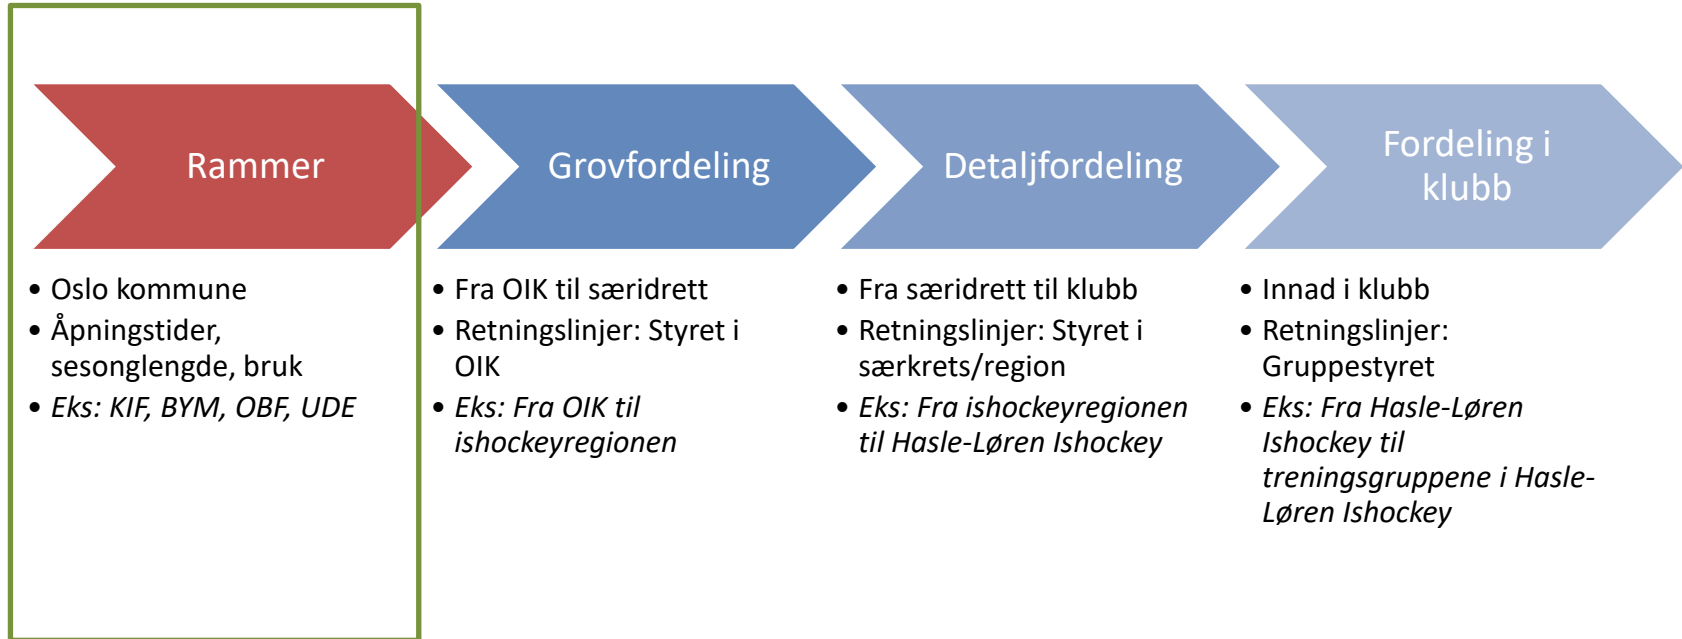 Rammer
• Oslo kommune
• Åpningstider,
sesonglengde, bruk
• Eks: KIF, BYM, OBF, UDE
Grovfordeling
• Fra OIK til særidrett
• Retningslinjer: Styret i
OIK
• Eks: Fra OIK til
ishockeyregionen
Detaljfordeling
• Fra særidrett til klubb
• Retningslinjer: Styret i
særkrets/region
• Eks: Fra ishockeyregionen
til Hasle-Løren Ishockey
Fordeling i
klubb
• Innad i klubb
• Retningslinjer:
Gruppestyret
• Eks: Fra Hasle-Løren
Ishockey til
treningsgruppene i Hasle-
Løren Ishockey